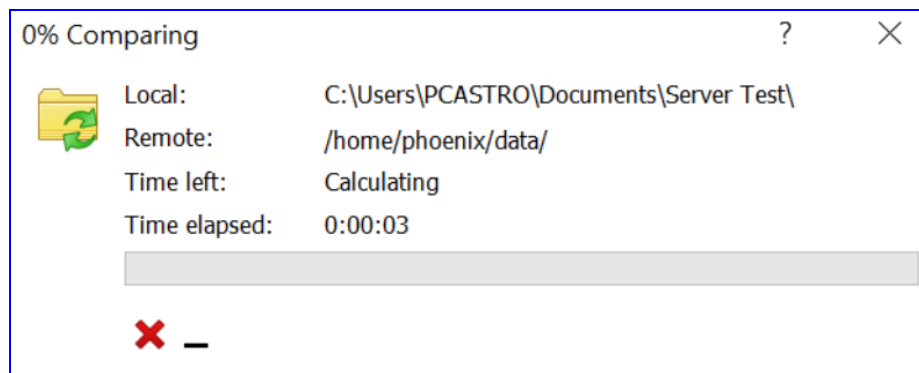 0% Comparing ?
Local: C:\Users\PCASTRO\Documents\Server Test\
Remote: /home/phoenix/data/
Time left: Calculating
Time elapsed: 0:00:03